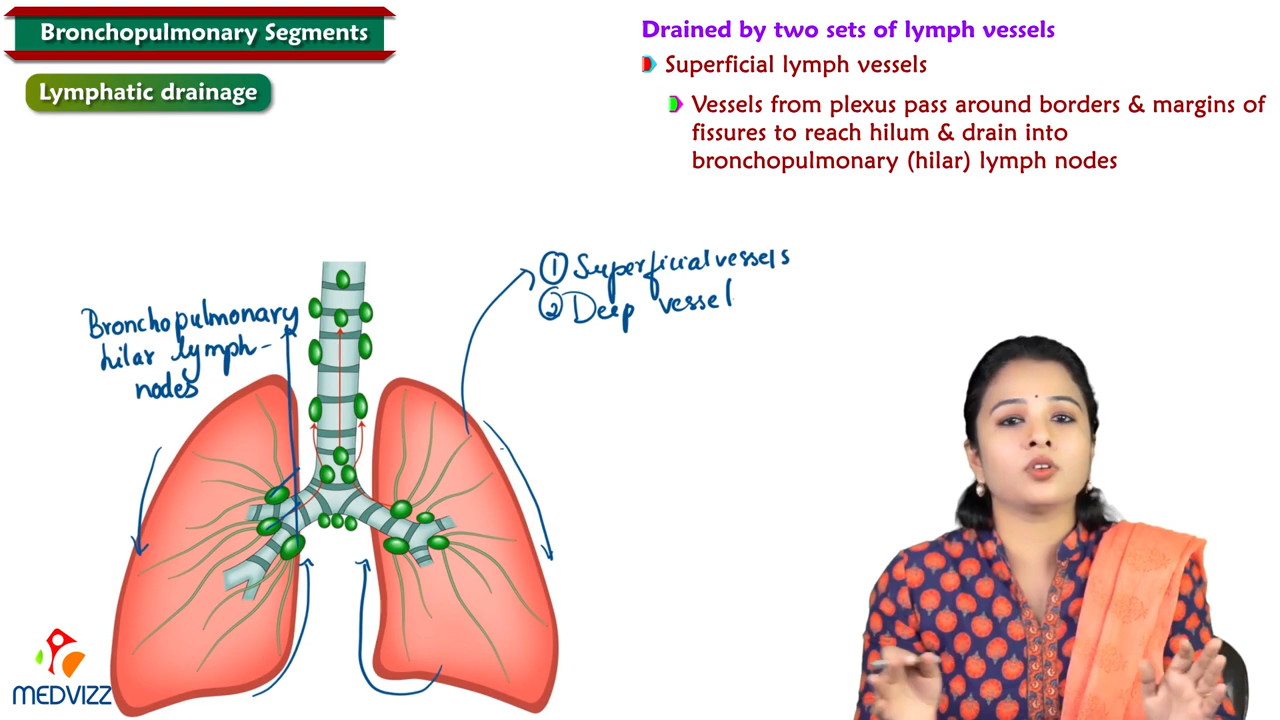 Bronchopulmonary Segments
Lymphatic drainage
Drained by two sets of lymph vessels
Superficial lymph vessels
Vessels from plexus pass around borders & margins of
fissures to reach hilum & drain into
bronchopulmonary (hilar) lymph nodes
① Superficial vessels
② Deep vessel
Bronchopulmonary
hilar lymph-
nodes
MEDVIZZ